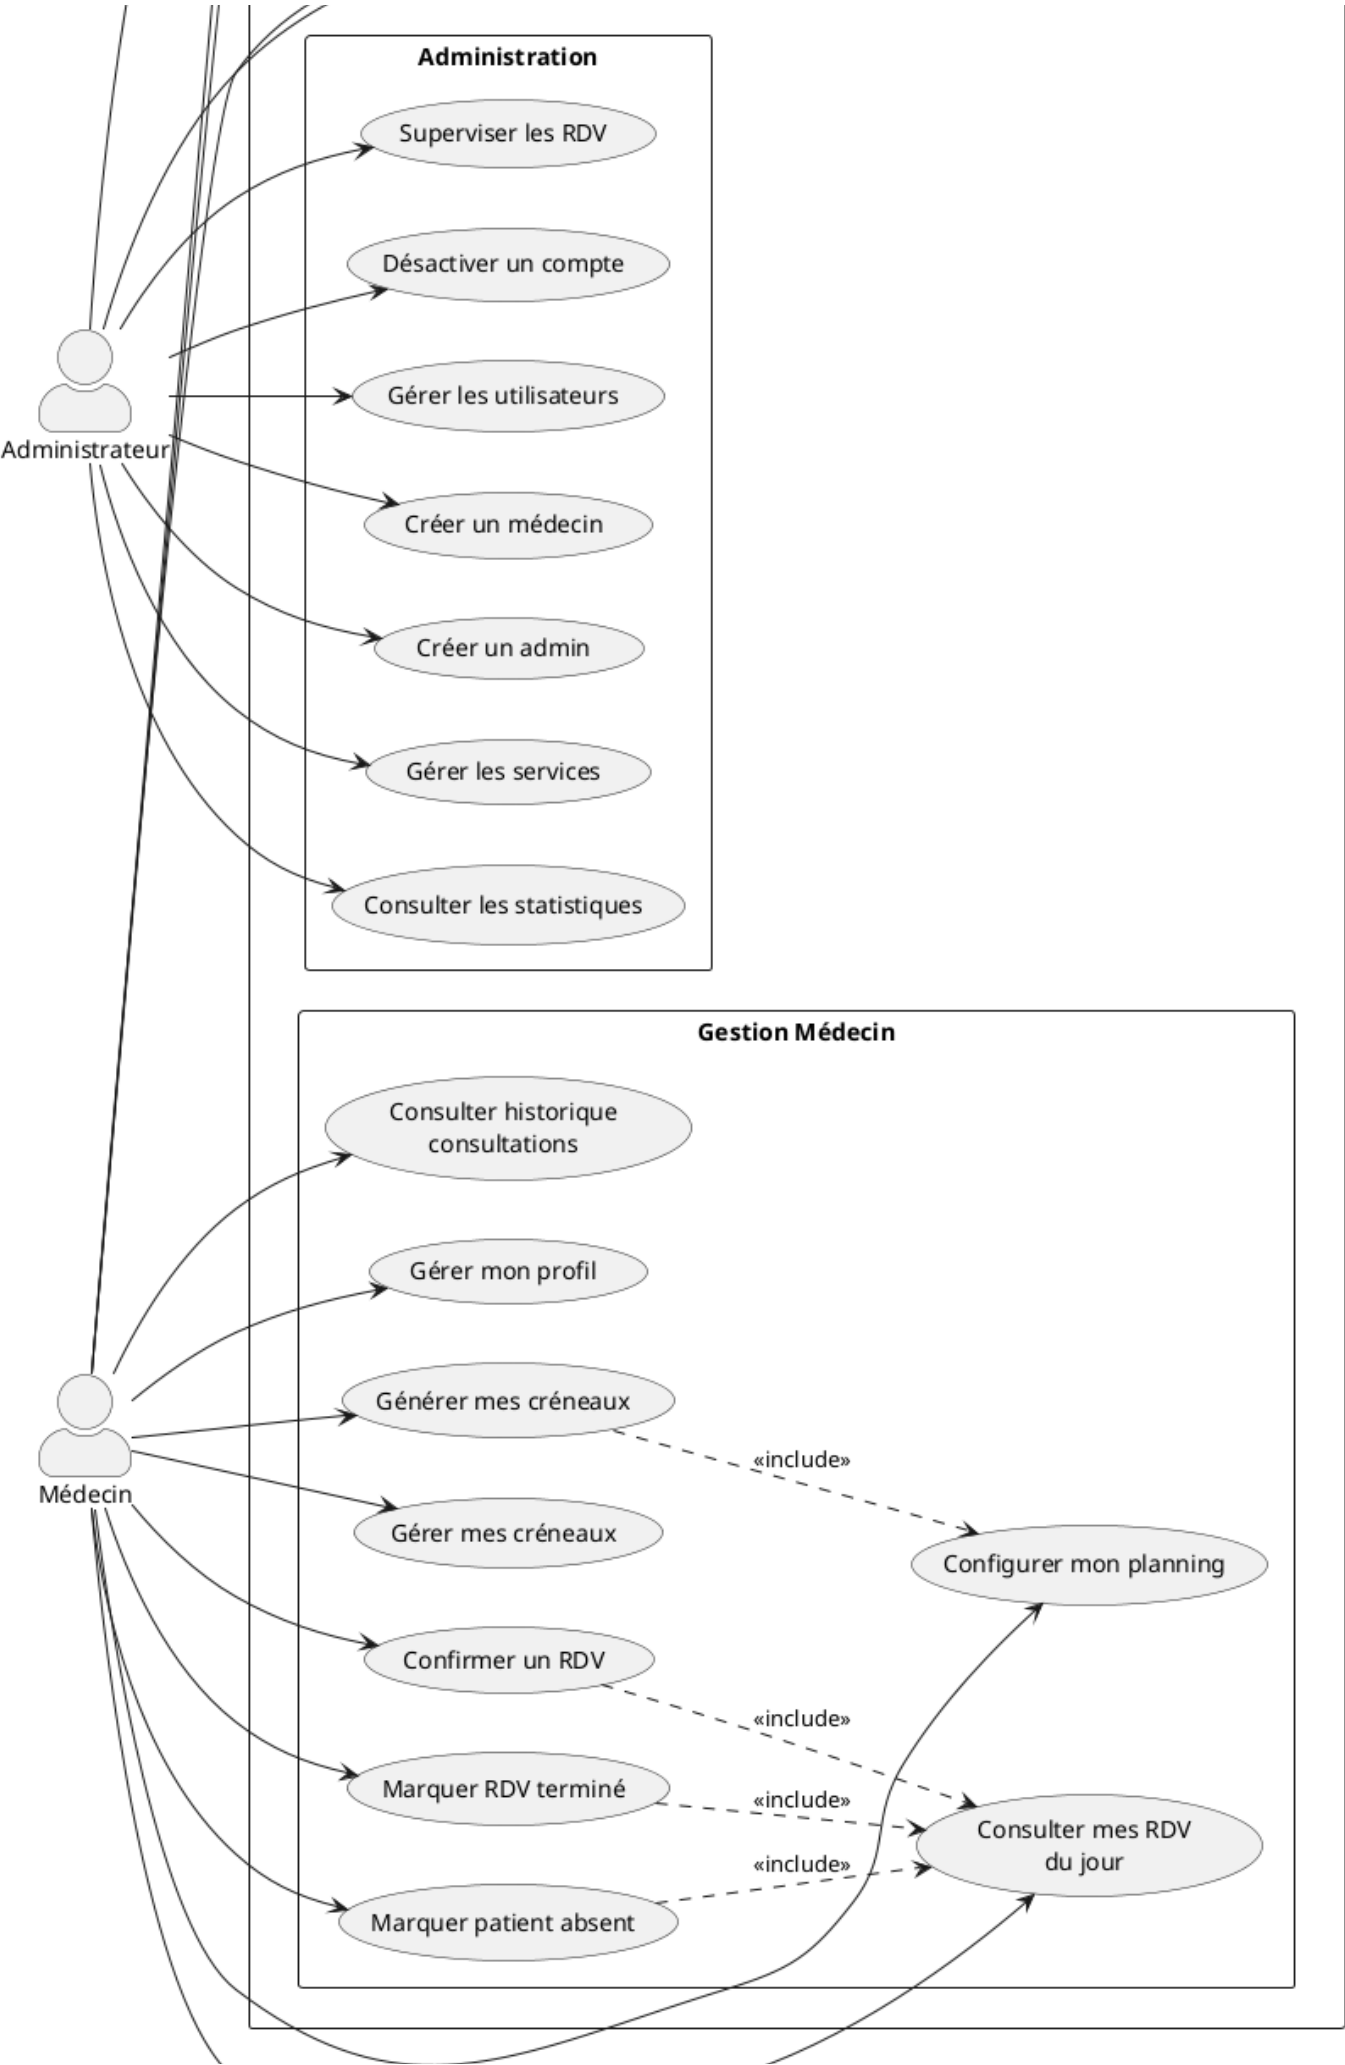 Administration
Superviser les RDV
Désactiver un compte
Gérer les utilisateurs
Administrateur
Créer un médecin
Créer un admin
Gérer les services
Consulter les statistiques
Gestion Médecin
Consulter historique
consultations
Gérer mon profil
Générer mes créneaux
«include»
Médecin
Gérer mes créneaux
Configurer mon planning
Confirmer un RDV
«include»
Marquer RDV terminé
«include»
Consulter mes RDV
du jour
«include»
Marquer patient absent